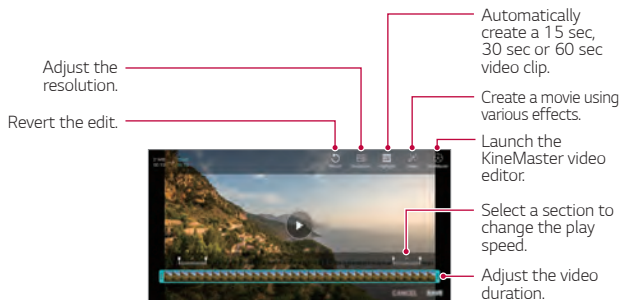 Automatically
create a 15 sec,
30 sec or 60 sec
video clip.
Adjust the
resolution.
Create a movie using
various effects.
Revert the edit.
Launch the
KineMaster video
editor.
Select a section to
change the play
speed.
Adjust the video
duration.
CANCEL SAVE